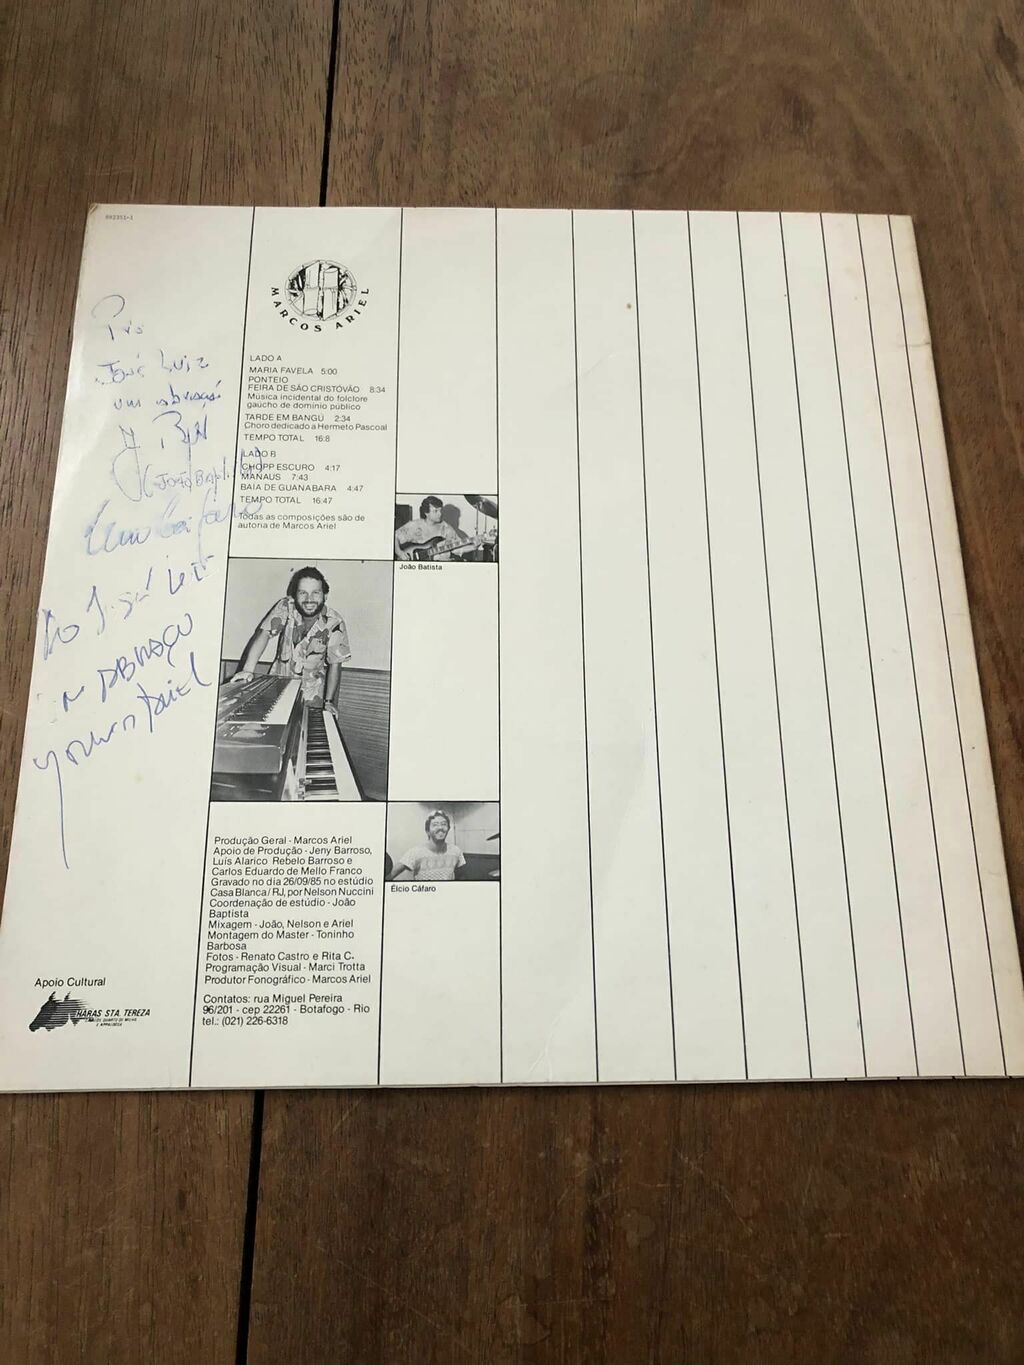 802351-1
Pro
José Luiz
um abraço
(JOÃO BAPTISTA)
Ao José Luiz
um ABRAÇO
MARCOS ARIEL
LADO A
MARIA FAVELA 5:00
PONTEIO
FEIRA DE SÃO CRISTÓVÃO 8:34
Música incidental do folclore
gaucho de domínio público
TARDE EM BANGÚ 2:34
Choro dedicado a Hermeto Pascoal
TEMPO TOTAL 16:8
LADO B
CHOPP ESCURO 4:17
MANAUS 7:43
BAIA DE GUANABARA 4:47
TEMPO TOTAL 16:47
Todas as composições são de
autoria de Marcos Ariel
João Batista
Élcio Cáfaro
Produção Geral - Marcos Ariel
Apoio de Produção - Jeny Barroso,
Luís Alarico Rebelo Barroso e
Carlos Eduardo de Mello Franco
Gravado no dia 26/09/85 no estúdio
Casa Blanca/RJ, por Nelson Nuccini
Coordenação de estúdio - João
Baptista
Mixagem - João, Nelson e Ariel
Montagem do Master - Toninho
Barbosa
Fotos - Renato Castro e Rita C.
Programação Visual - Marci Trotta
Produtor Fonográfico - Marcos Ariel
Contatos: rua Miguel Pereira
96/201 - cep 22261 - Botafogo - Rio
tel.: (021) 226-6318
Apoio Cultural
HARAS STA. TEREZA